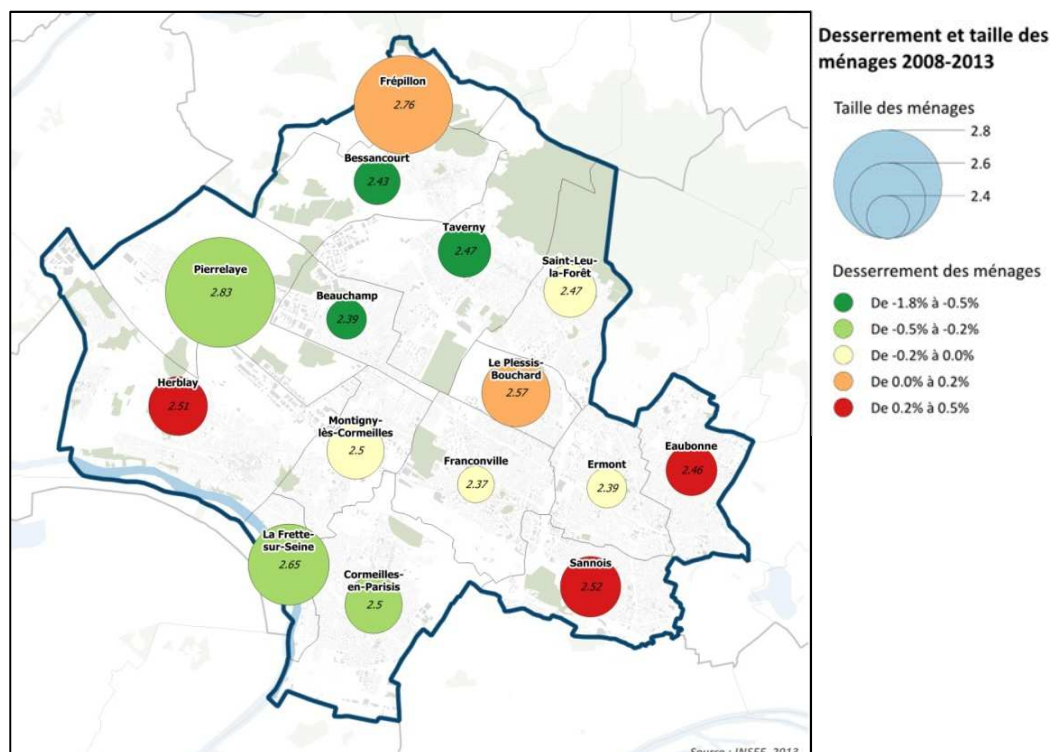 Desserrement et taille des
ménages 2008-2013
Taille des ménages
2.8
2.6
2.4
Desserrement des ménages
De -1.8% à -0.5%
De -0.5% à -0.2%
De -0.2% à 0.0%
De 0.0% à 0.2%
De 0.2% à 0.5%
Frépillon
2.76
Bessancourt
2.43
Taverny
2.47
Saint-Leu-
la-Forêt
2.47
Pierrelaye
2.83
Beauchamp
2.39
Le Plessis-
Bouchard
2.57
Herblay
2.51
Montigny-
lès-Cormeilles
2.5
Franconville
2.37
Ermont
2.39
Eaubonne
2.46
La Frette-
sur-Seine
2.65
Cormeilles-
en-Parisis
2.5
Sannois
2.52
Source : INSEE, 2013